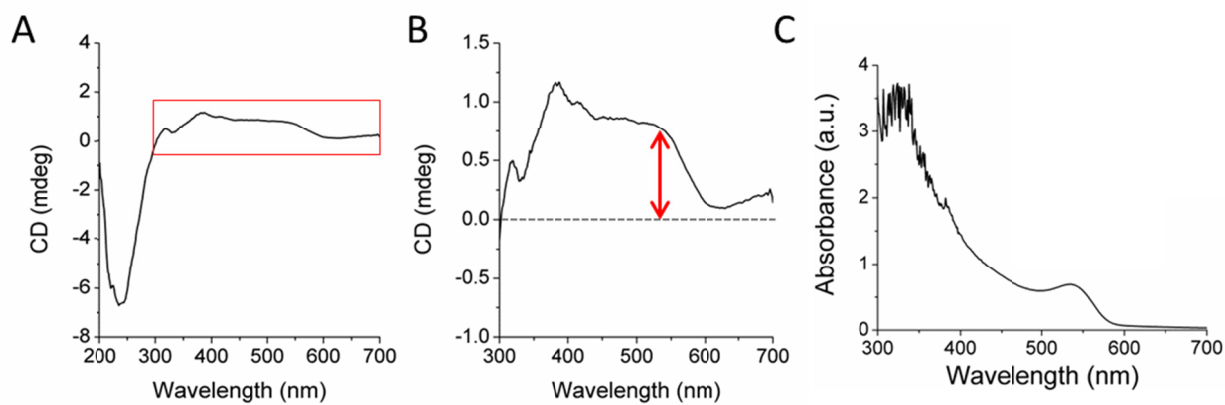 A
B
C
4
2
0
-2
-4
-6
-8
CD (mdeg)
200 300 400 500 600 700
Wavelength (nm)
1.5
1.0
0.5
0.0
-0.5
-1.0
CD (mdeg)
300 400 500 600 700
Wavelength (nm)
4
3
2
1
0
Absorbance (a.u.)
300 400 500 600 700
Wavelength (nm)